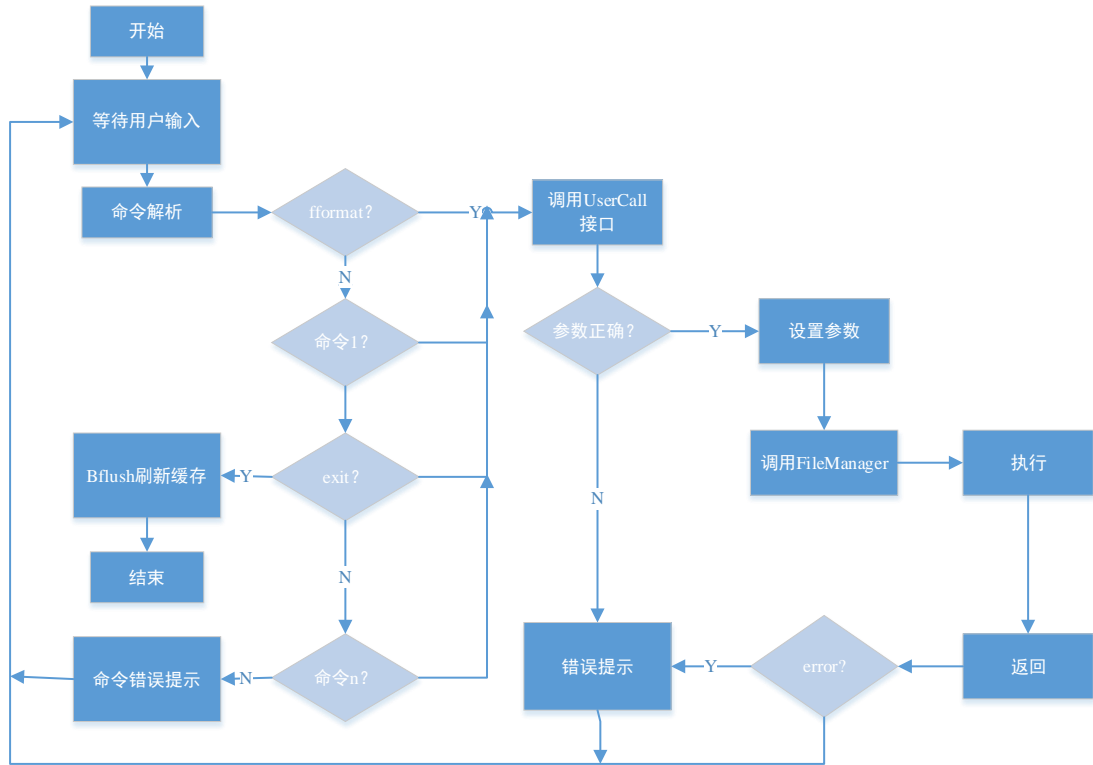 开始
等待用户输入
命令解析
fformat？
Y
调用UserCall
接口
N
命令1？
参数正确？
Y
设置参数
Bflush刷新缓存
Y
exit？
N
调用FileManager
执行
结束
N
命令错误提示
N
命令n？
错误提示
Y
error？
返回